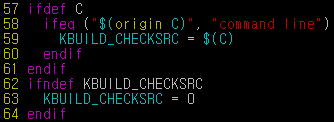 57 ifdef C
58   ifeq ("$(origin C)", "command line")
59     KBUILD_CHECKSRC = $(C)
60   endif
61 endif
62 ifndef KBUILD_CHECKSRC
63   KBUILD_CHECKSRC = 0
64 endif